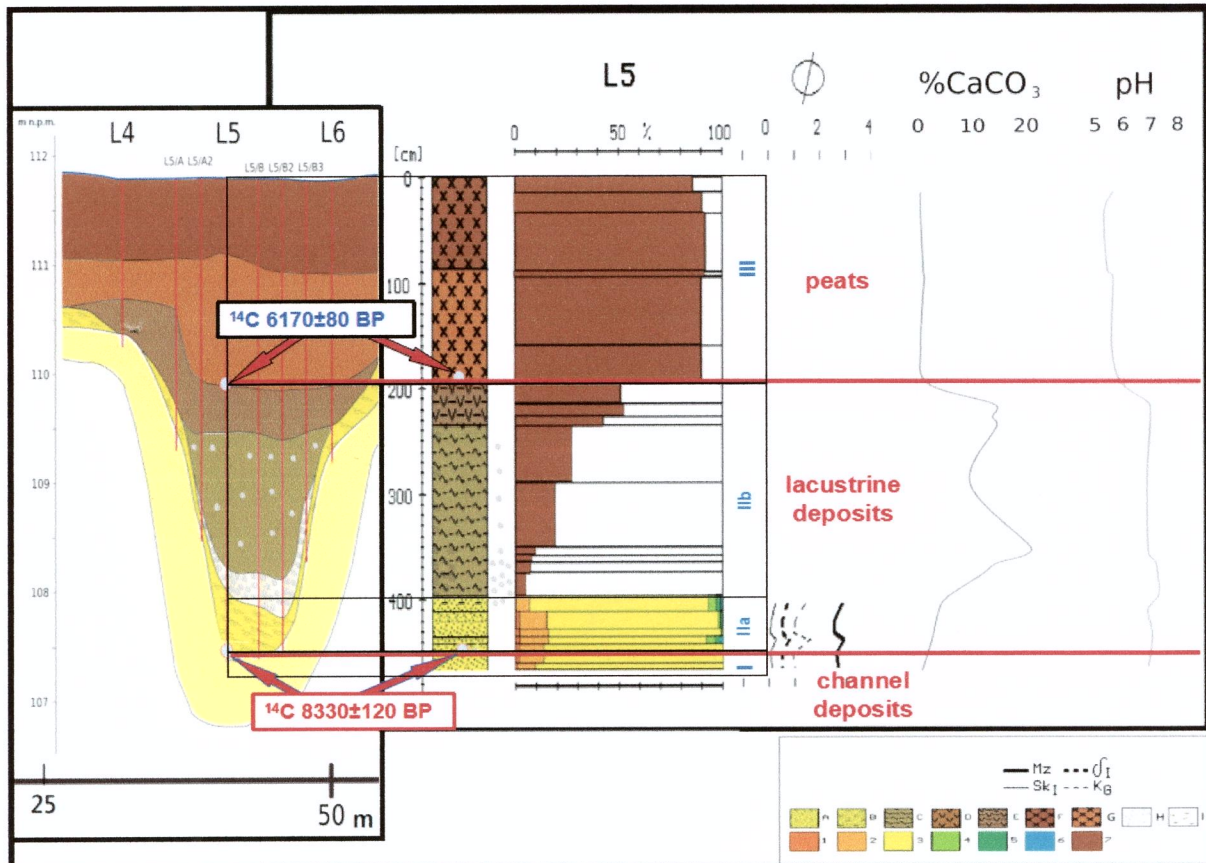 L5
%CaCO3
pH
0 50 % 100
0 2 4
0 10 20
5 6 7 8
m n.p.m.
L4 L5 L6
L5/A L5/A2 L5/B L5/B2 L5/B3
[cm]
112
111
110
109
108
107
0
100
200
300
400
14C 6170±80 BP
14C 8330±120 BP
III
IIb
IIa
I
peats
lacustrine
deposits
channel
deposits
25 50 m
Mz
SkI KG
A B C D E F G H I
1 2 3 4 5 6 7